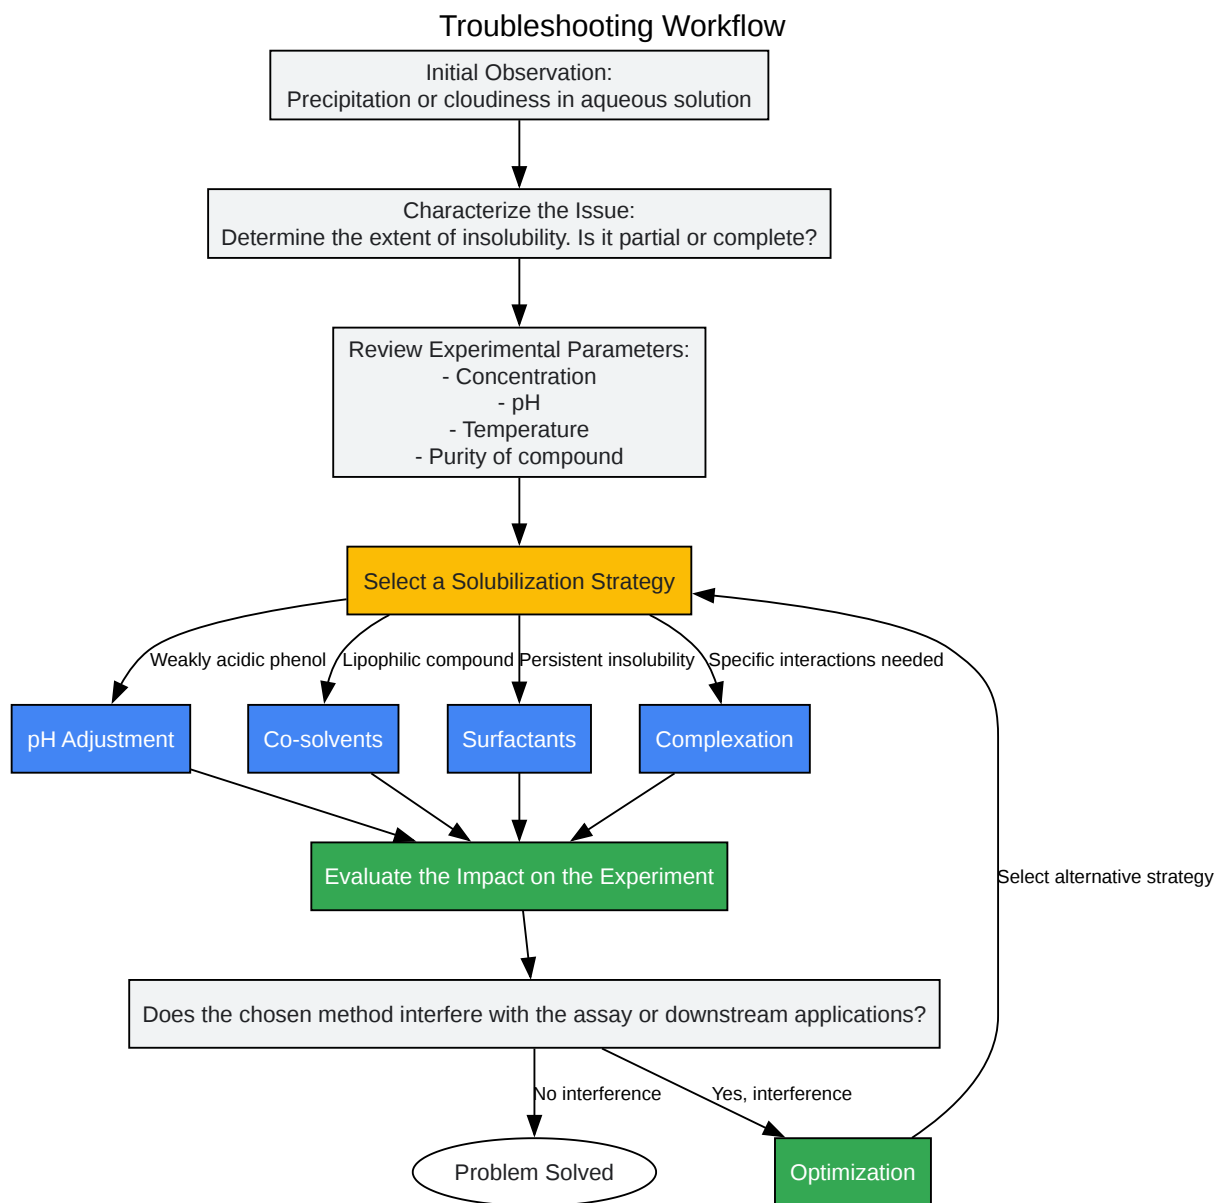 Troubleshooting Workflow
Initial Observation:
Precipitation or cloudiness in aqueous solution
Characterize the Issue:
Determine the extent of insolubility. Is it partial or complete?
Review Experimental Parameters:
- Concentration
- pH
- Temperature
- Purity of compound
Select a Solubilization Strategy
Weakly acidic phenol
Lipophilic compound
Persistent insolubility
Specific interactions needed
pH Adjustment
Co-solvents
Surfactants
Complexation
Evaluate the Impact on the Experiment
Select alternative strategy
Does the chosen method interfere with the assay or downstream applications?
No interference
Yes, interference
Problem Solved
Optimization